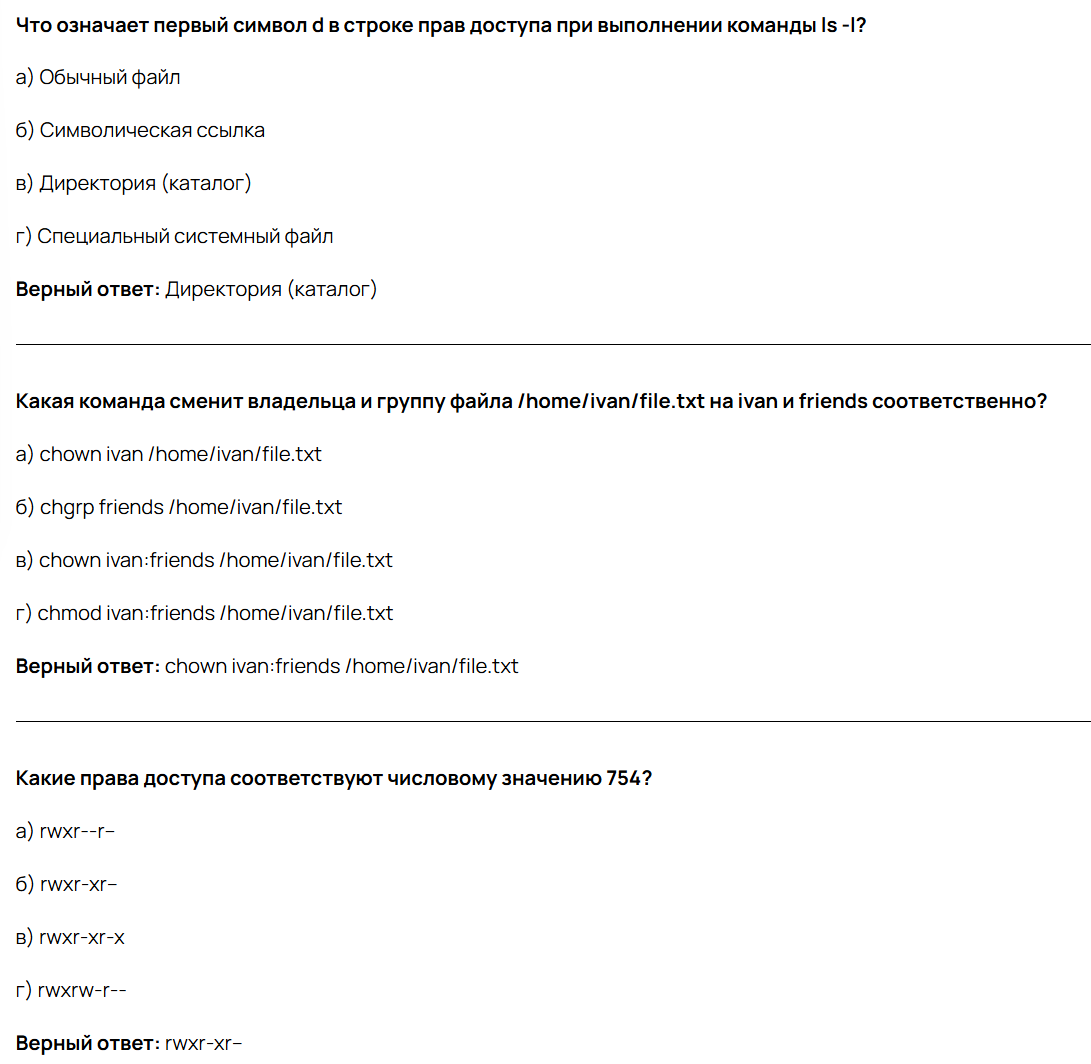 Что означает первый символ d в строке прав доступа при выполнении команды ls -l?
а) Обычный файл
б) Символическая ссылка
в) Директория (каталог)
г) Специальный системный файл
Верный ответ: Директория (каталог)
Какая команда сменит владельца и группу файла /home/ivan/file.txt на ivan и friends соответственно?
а) chown ivan /home/ivan/file.txt
б) chgrp friends /home/ivan/file.txt
в) chown ivan:friends /home/ivan/file.txt
г) chmod ivan:friends /home/ivan/file.txt
Верный ответ: chown ivan:friends /home/ivan/file.txt
Какие права доступа соответствуют числовому значению 754?
а) rwxr--r–
б) rwxr-xr–
в) rwxr-xr-x
г) rwxrw-r--
Верный ответ: rwxr-xr–